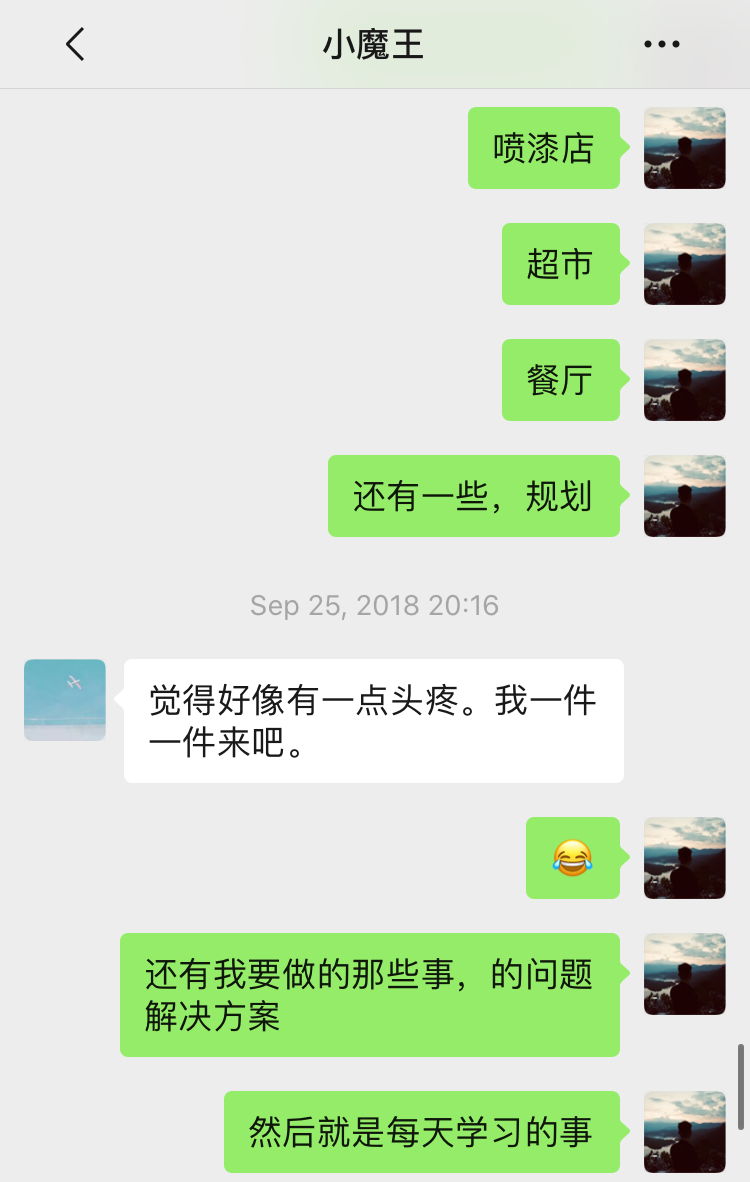 小魔王
喷漆店
超市
餐厅
还有一些，规划
Sep 25, 2018 20:16
觉得好像有一点头疼。我一件
一件来吧。
😂
还有我要做的那些事，的问题
解决方案
然后就是每天学习的事